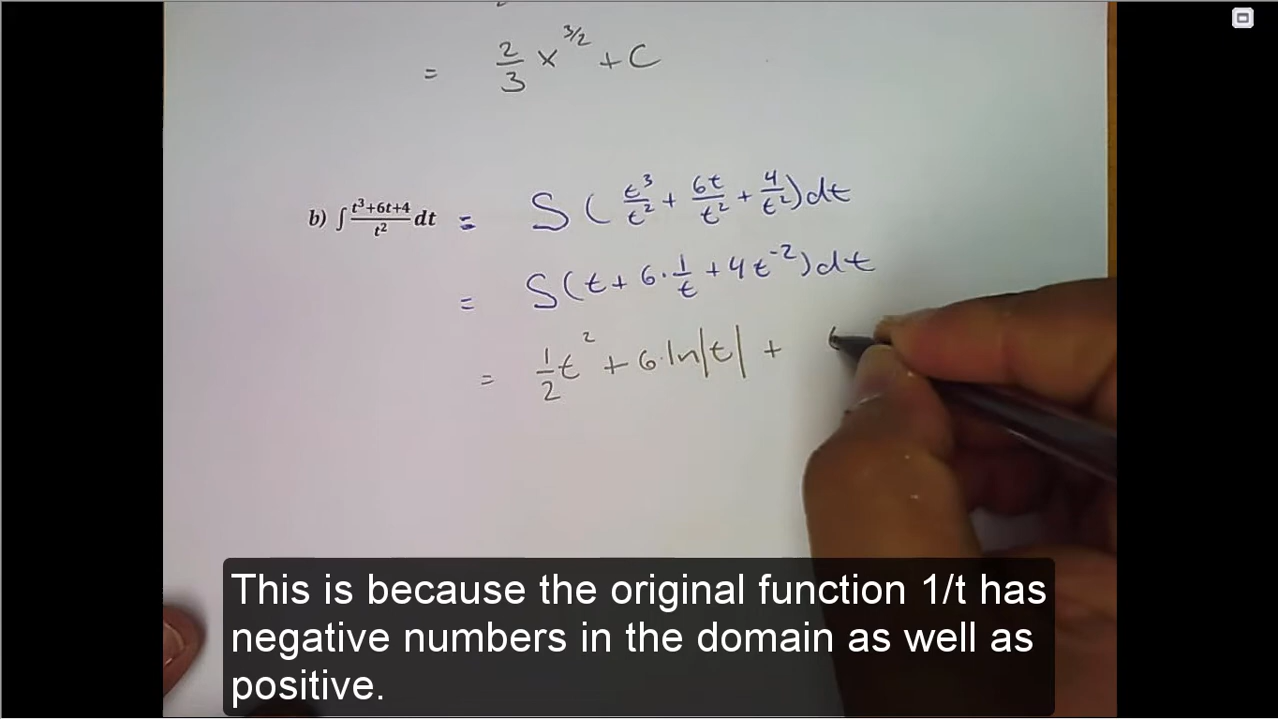 = 2/3 x^3/2 + C
b) ∫ t³+6t+4/t² dt = S ( t³/t² + 6t/t² + 4/t² ) dt
= S ( t + 6 · 1/t + 4t⁻² ) dt
= 1/2 t² + 6 · ln|t| +
This is because the original function 1/t has
negative numbers in the domain as well as
positive.